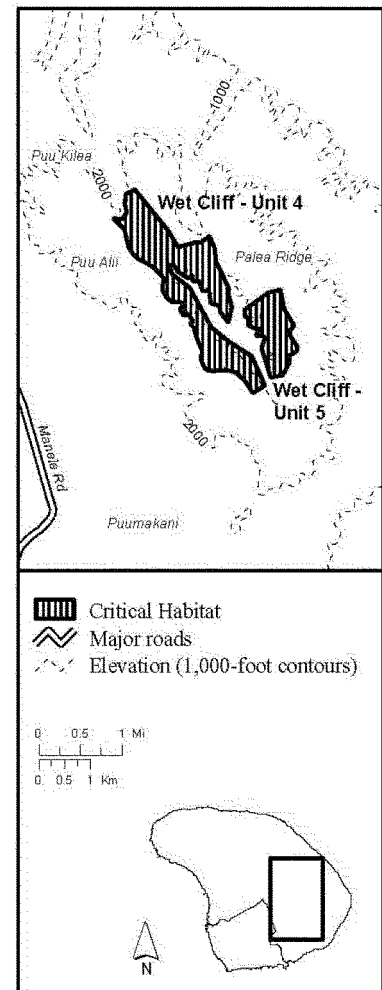 1000
Puu Kilea
2000
Wet Cliff - Unit 4
Puu Alii
Palea Ridge
Wet Cliff -
Unit 5
2000
Manele Rd
Puumakani
Critical Habitat
Major roads
Elevation (1,000-foot contours)
0 0.5 1 Mi
0 0.5 1 Km
N